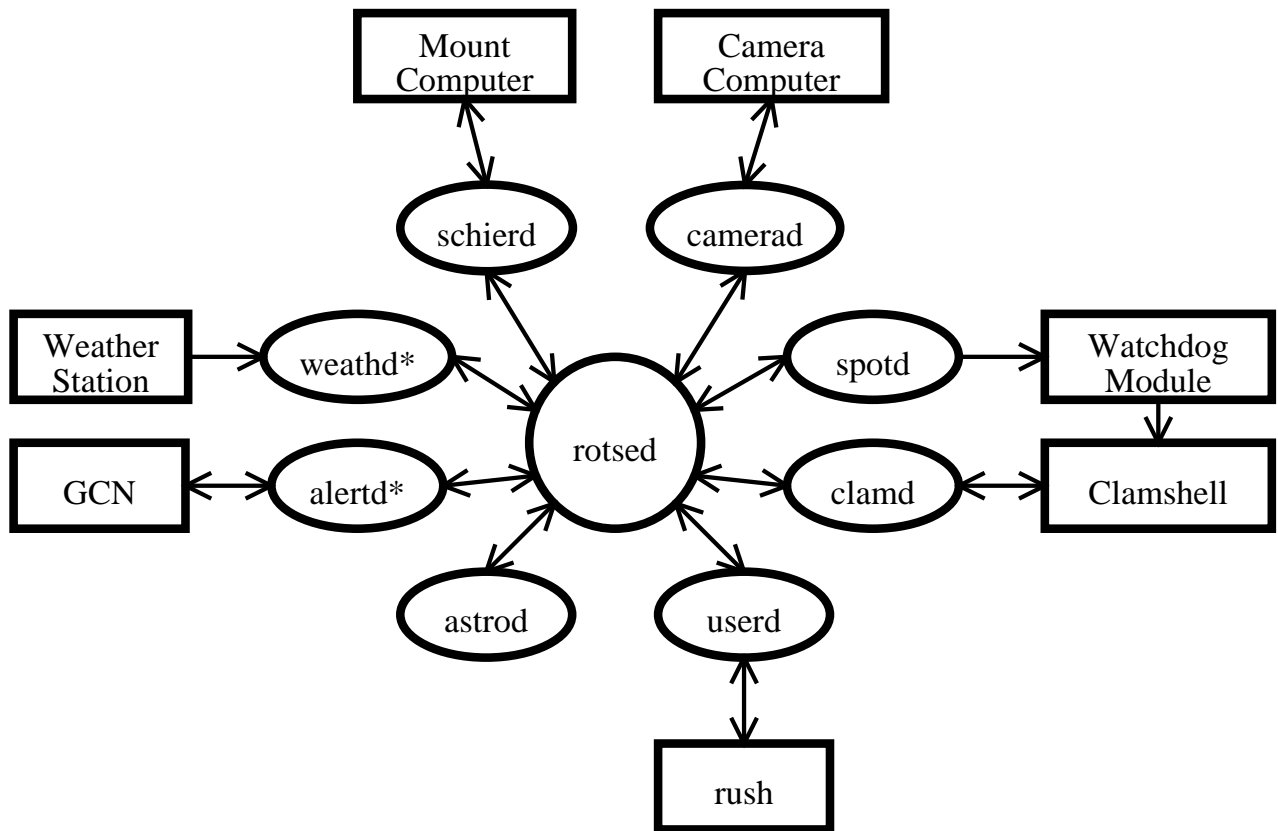 Mount
Computer
Camera
Computer
schierd
camerad
Weather
Station
weathd*
spotd
Watchdog
Module
rotsed
GCN
alertd*
clamd
Clamshell
astrod
userd
rush